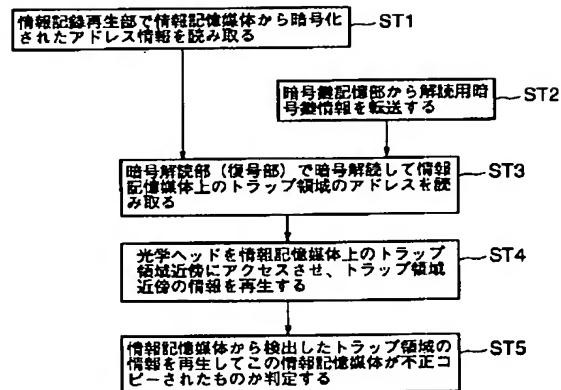 情報記録再生部で情報記憶媒体から暗号化
されたアドレス情報を読み取る
ST1
暗号鍵記憶部から解読用暗
号鍵情報を転送する
ST2
暗号解読部(復号部)で暗号解読して情報
記憶媒体上のトラップ領域のアドレスを読
み取る
ST3
光学ヘッドを情報記憶媒体上のトラップ
領域近傍にアクセスさせ、トラップ領域
近傍の情報を再生する
ST4
情報記憶媒体から検出したトラップ領域の
情報を再生してこの情報記憶媒体が不正コ
ピーされたものか判定する
ST5